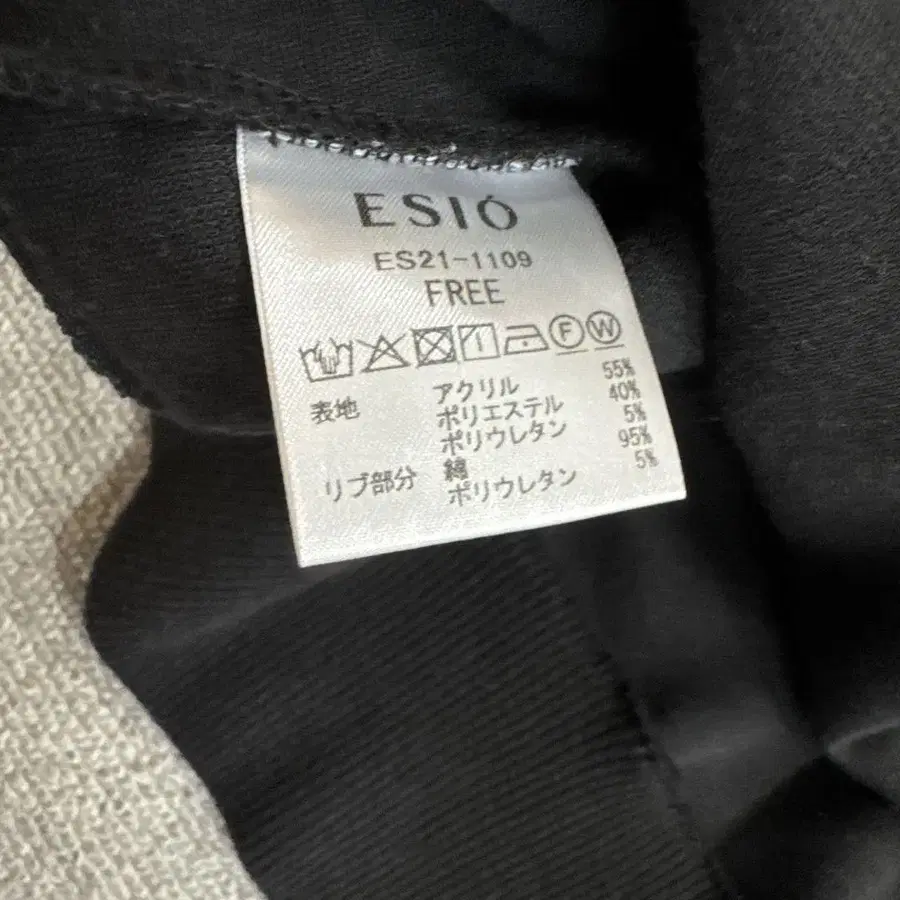 ESIÓ
ES21-1109
FREE
F W
表地 アクリル 55%
ポリエステル 40%
ポリウレタン 5%
リブ部分 綿 95%
ポリウレタン 5%